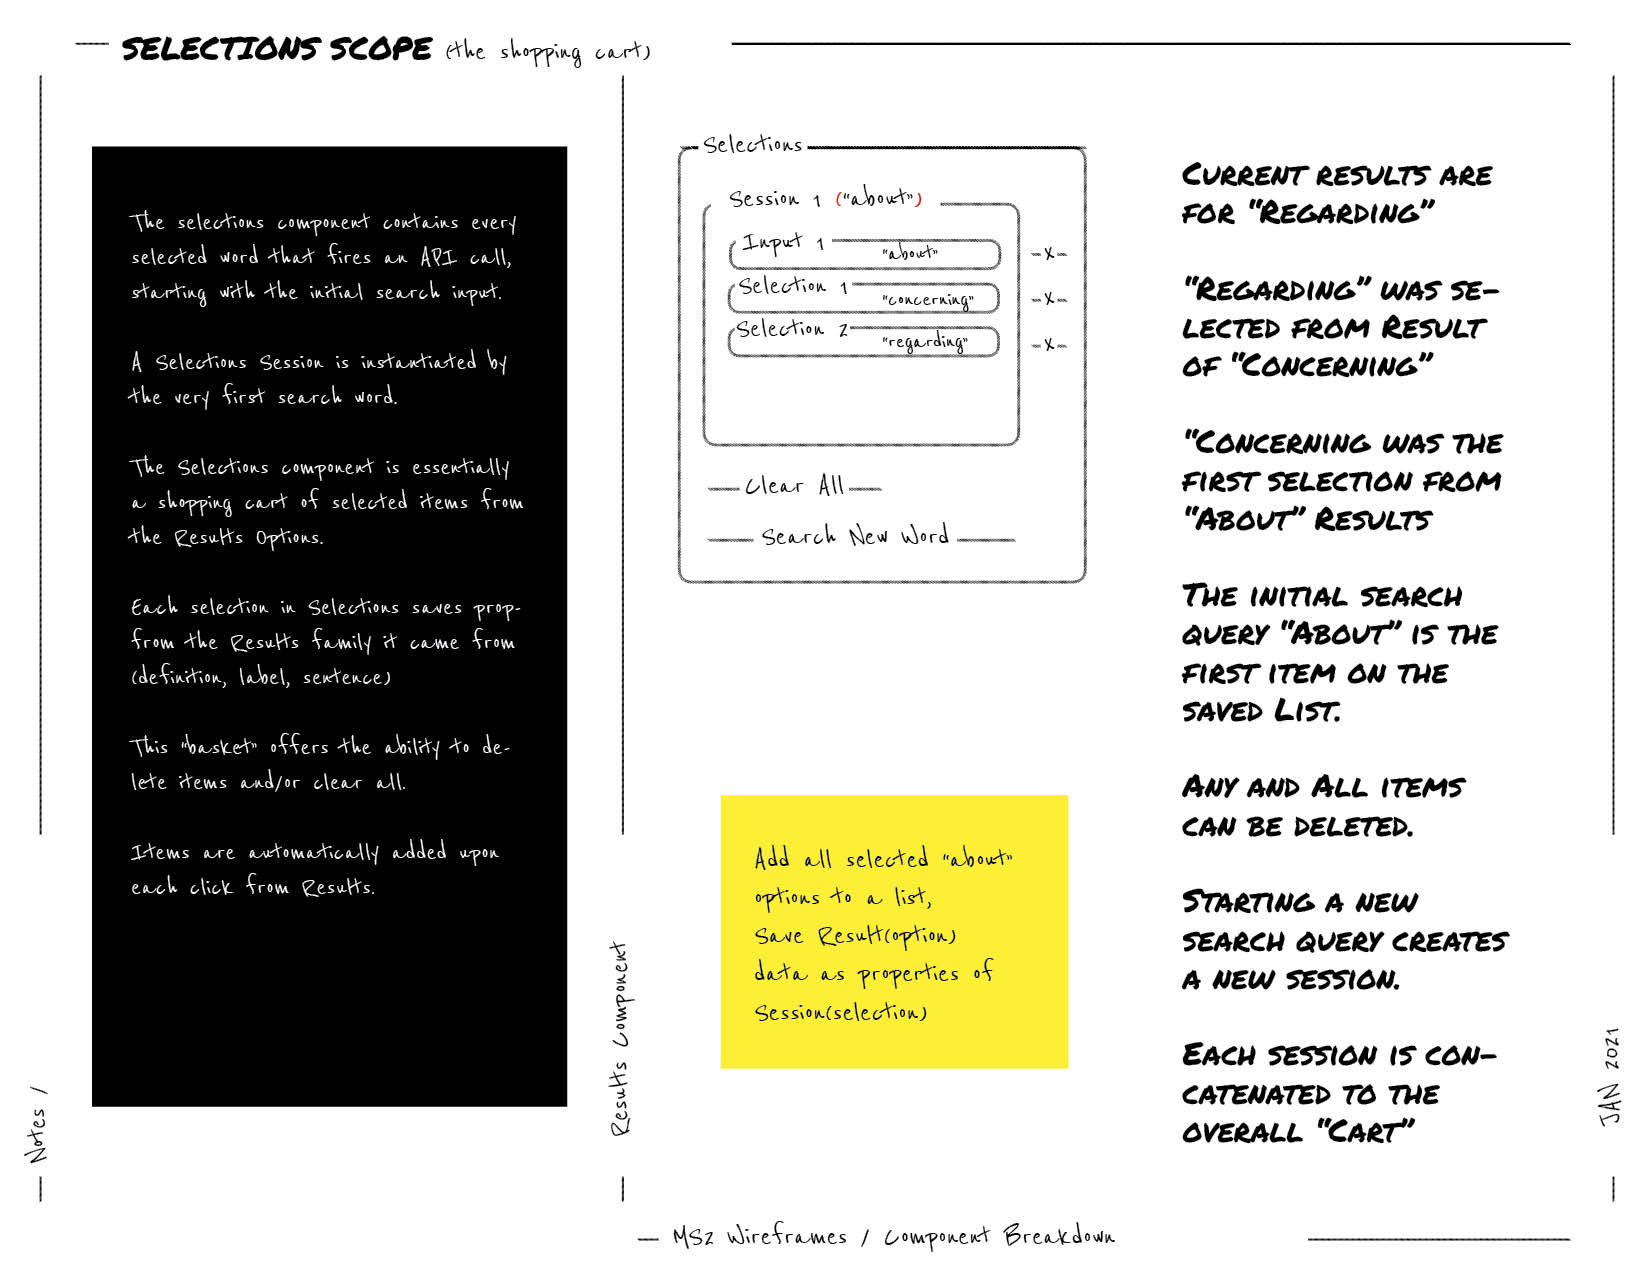 SELECTIONS SCOPE (the shopping cart)
The selections component contains every
selected word that fires an API call,
starting with the initial search input.
A Selections Session is instantiated by
the very first search word.
The Selections component is essentially
a shopping cart of selected items from
the Results Options.
Each selection in Selections saves prop-
from the Results family it came from
(definition, label, sentence)
This "basket" offers the ability to de-
lete items and/or clear all.
Items are automatically added upon
each click from Results.
Notes /
Selections
Session 1 ("about")
Input 1 "about" -X-
Selection 1 "concerning" -X-
Selection 2 "regarding" -X-
Clear All
Search New Word
Add all selected "about"
options to a list,
Save Result(option)
data as properties of
Session(selection)
Results Component
CURRENT RESULTS ARE
FOR "REGARDING"
"REGARDING" WAS SE-
LECTED FROM RESULT
OF "CONCERNING"
"CONCERNING WAS THE
FIRST SELECTION FROM
"ABOUT" RESULTS
THE INITIAL SEARCH
QUERY "ABOUT" IS THE
FIRST ITEM ON THE
SAVED LIST.
ANY AND ALL ITEMS
CAN BE DELETED.
STARTING A NEW
SEARCH QUERY CREATES
A NEW SESSION.
EACH SESSION IS CON-
CATENATED TO THE
OVERALL "CART"
JAN 2021
MS2 Wireframes / Component Breakdown